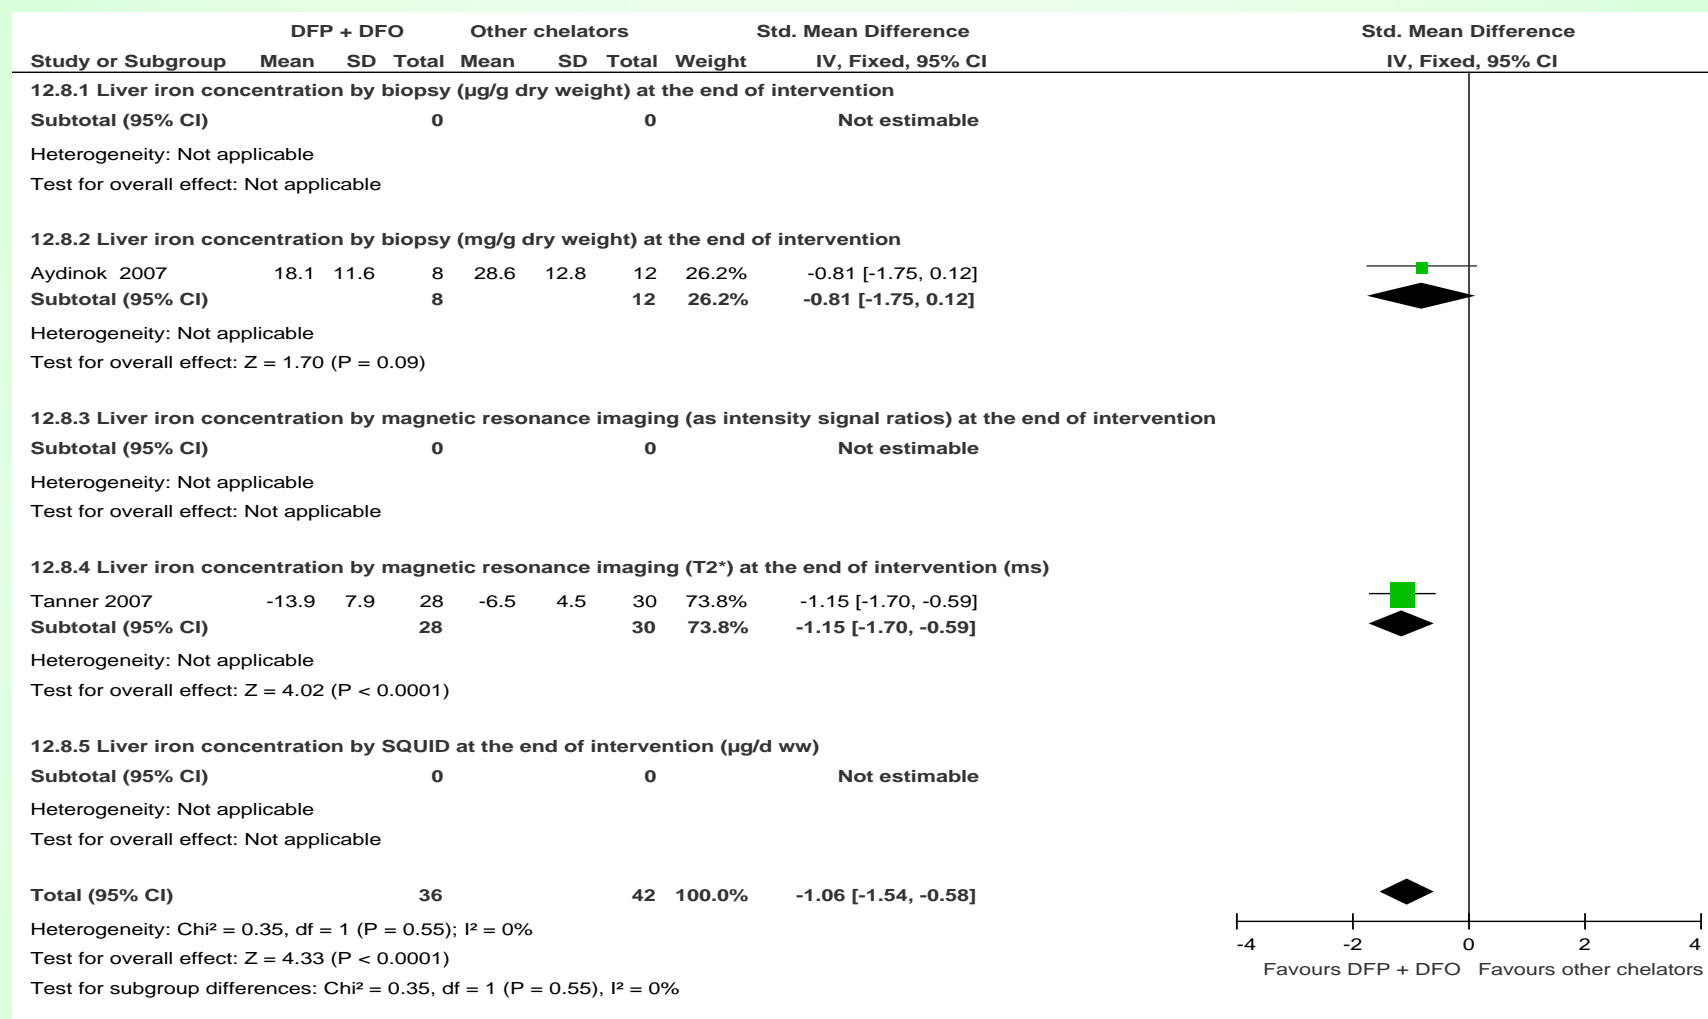 DFP + DFO Other chelators Std. Mean Difference Std. Mean Difference
Study or Subgroup Mean SD Total Mean SD Total Weight IV, Fixed, 95% CI IV, Fixed, 95% CI
12.8.1 Liver iron concentration by biopsy (µg/g dry weight) at the end of intervention
Subtotal (95% CI) 0 0 Not estimable
Heterogeneity: Not applicable
Test for overall effect: Not applicable
12.8.2 Liver iron concentration by biopsy (mg/g dry weight) at the end of intervention
Aydinok 2007 18.1 11.6 8 28.6 12.8 12 26.2% -0.81 [-1.75, 0.12]
Subtotal (95% CI) 8 12 26.2% -0.81 [-1.75, 0.12]
Heterogeneity: Not applicable
Test for overall effect: Z = 1.70 (P = 0.09)
12.8.3 Liver iron concentration by magnetic resonance imaging (as intensity signal ratios) at the end of intervention
Subtotal (95% CI) 0 0 Not estimable
Heterogeneity: Not applicable
Test for overall effect: Not applicable
12.8.4 Liver iron concentration by magnetic resonance imaging (T2*) at the end of intervention (ms)
Tanner 2007 -13.9 7.9 28 -6.5 4.5 30 73.8% -1.15 [-1.70, -0.59]
Subtotal (95% CI) 28 30 73.8% -1.15 [-1.70, -0.59]
Heterogeneity: Not applicable
Test for overall effect: Z = 4.02 (P < 0.0001)
12.8.5 Liver iron concentration by SQUID at the end of intervention (µg/d ww)
Subtotal (95% CI) 0 0 Not estimable
Heterogeneity: Not applicable
Test for overall effect: Not applicable
Total (95% CI) 36 42 100.0% -1.06 [-1.54, -0.58]
Heterogeneity: Chi² = 0.35, df = 1 (P = 0.55); I² = 0%
Test for overall effect: Z = 4.33 (P < 0.0001)
Test for subgroup differences: Chi² = 0.35, df = 1 (P = 0.55), I² = 0%
-4 -2 0 2 4
Favours DFP + DFO Favours other chelators